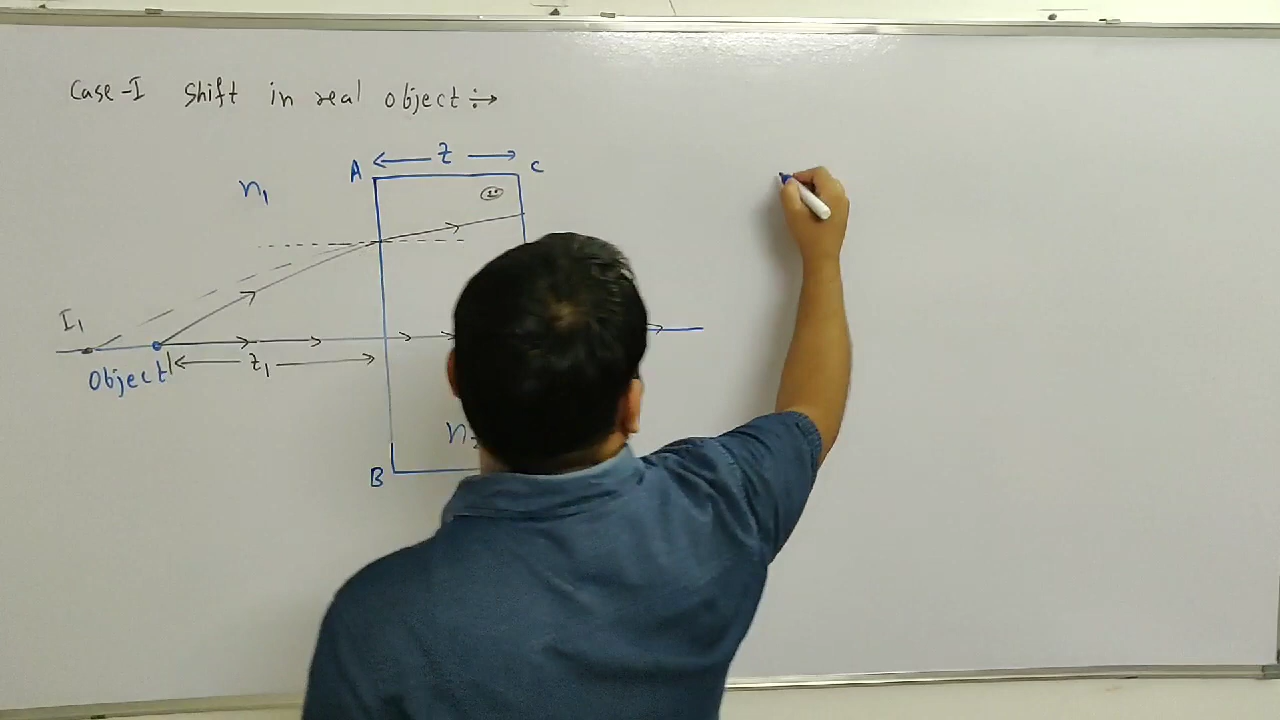 Case-I Shift in real object :→
A z C
n₁
I₁
z₁
Object
n
B